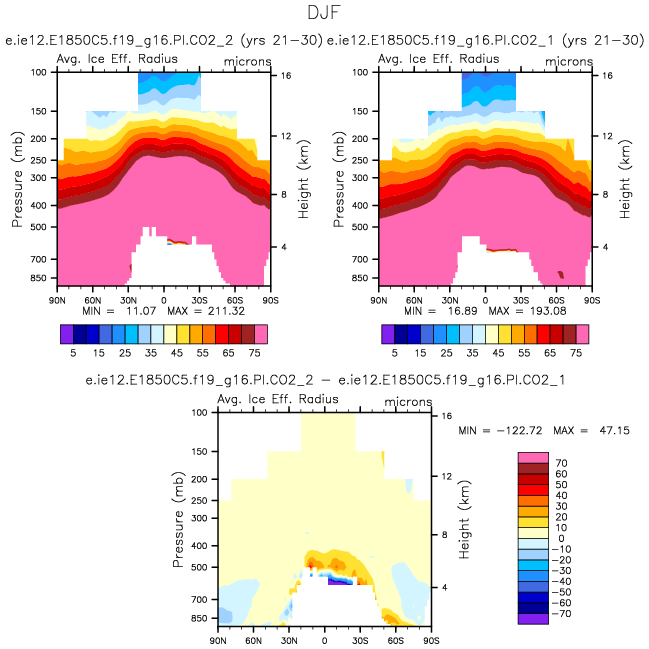 DJF
e.ie12.E1850C5.f19_g16.PI.CO2_2 (yrs 21-30) e.ie12.E1850C5.f19_g16.PI.CO2_1 (yrs 21-30)
Avg. Ice Eff. Radius microns
Avg. Ice Eff. Radius microns
Pressure (mb)
100
150
200
250
300
400
500
700
850
16
12
8
4
Height (km)
90N 60N 30N 0 30S 60S 90S
MIN = 11.07 MAX = 211.32
5 15 25 35 45 55 65 75
Pressure (mb)
100
150
200
250
300
400
500
700
850
16
12
8
4
Height (km)
90N 60N 30N 0 30S 60S 90S
MIN = 16.89 MAX = 193.08
5 15 25 35 45 55 65 75
e.ie12.E1850C5.f19_g16.PI.CO2_2 - e.ie12.E1850C5.f19_g16.PI.CO2_1
Avg. Ice Eff. Radius microns
Pressure (mb)
100
150
200
250
300
400
500
700
850
16
12
8
4
Height (km)
90N 60N 30N 0 30S 60S 90S
MIN = -122.72 MAX = 47.15
70
60
50
40
30
20
10
0
-10
-20
-30
-40
-50
-60
-70